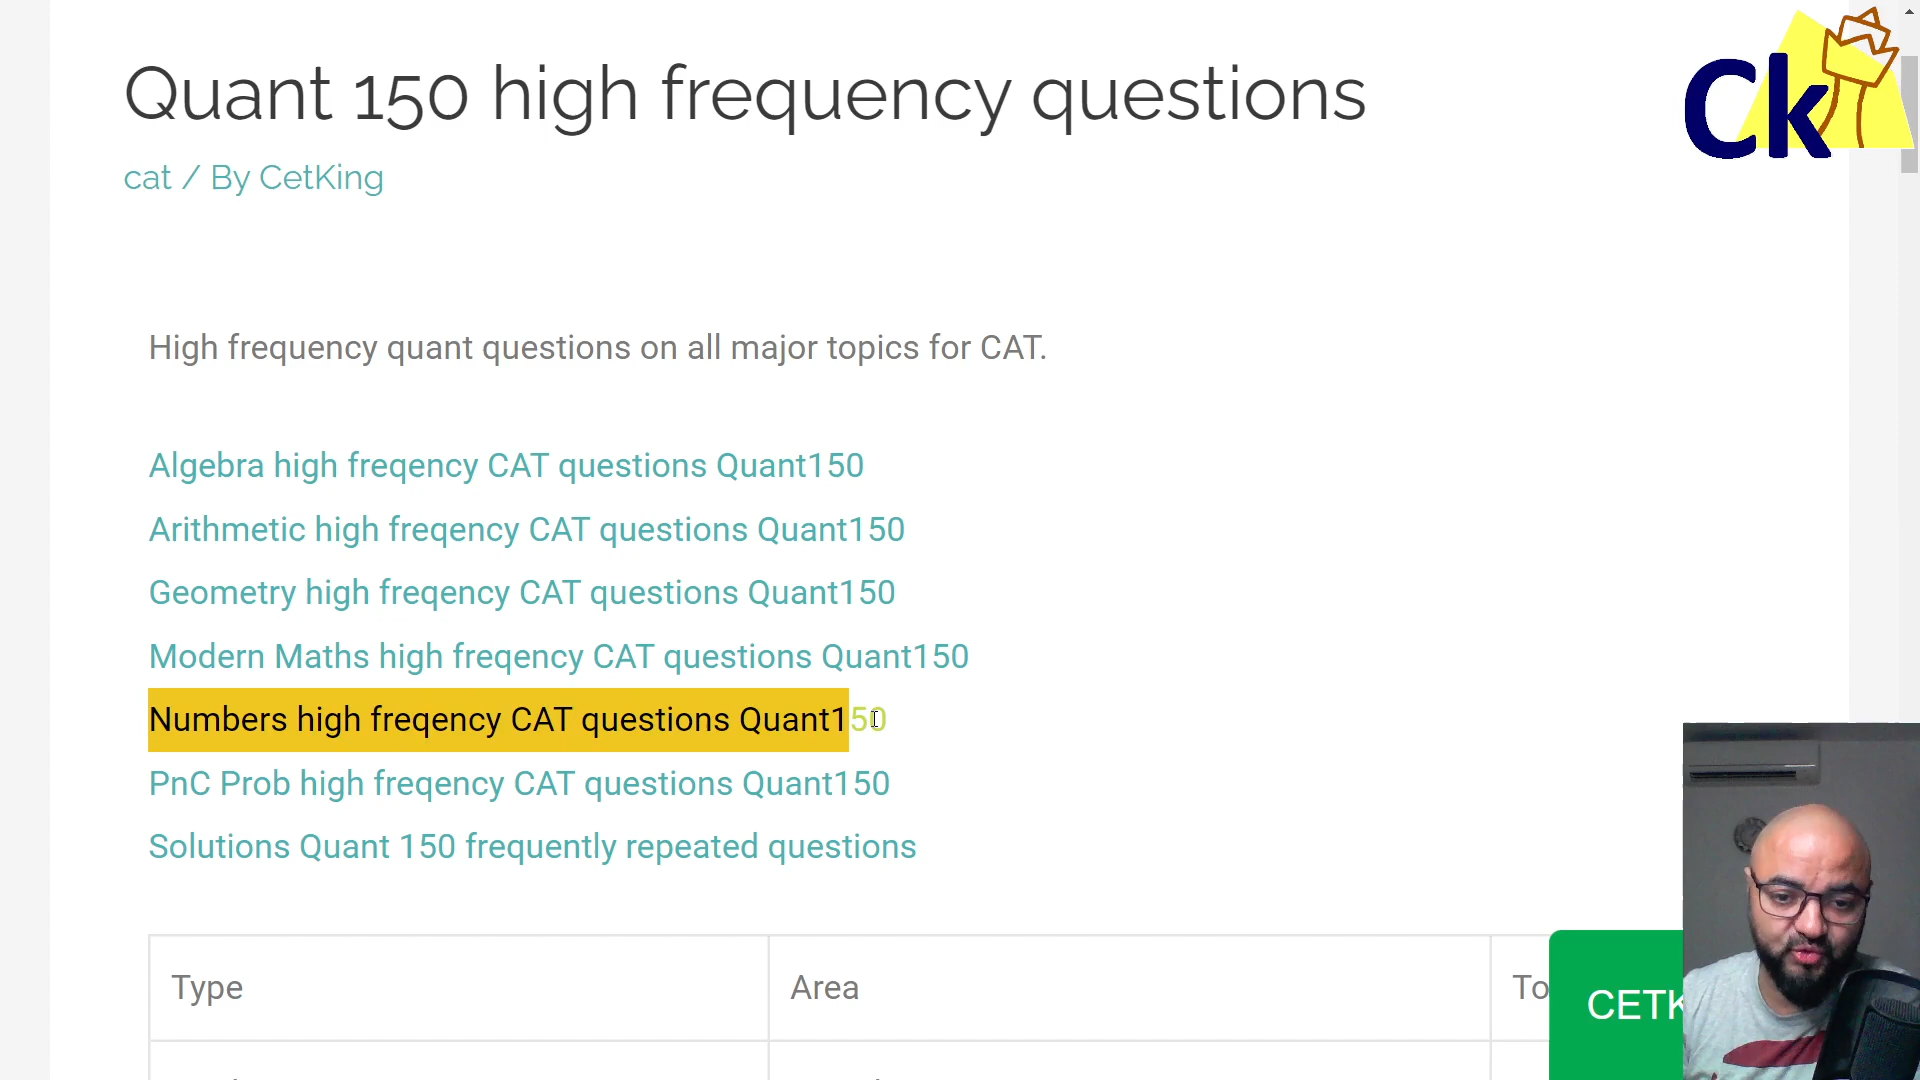 Quant 150 high frequency questions
Ck
cat / By CetKing
High frequency quant questions on all major topics for CAT.
Algebra high freqency CAT questions Quant150
Arithmetic high freqency CAT questions Quant150
Geometry high freqency CAT questions Quant150
Modern Maths high freqency CAT questions Quant150
Numbers high freqency CAT questions Quant150
PnC Prob high freqency CAT questions Quant150
Solutions Quant 150 frequently repeated questions
Type Area To
CETK